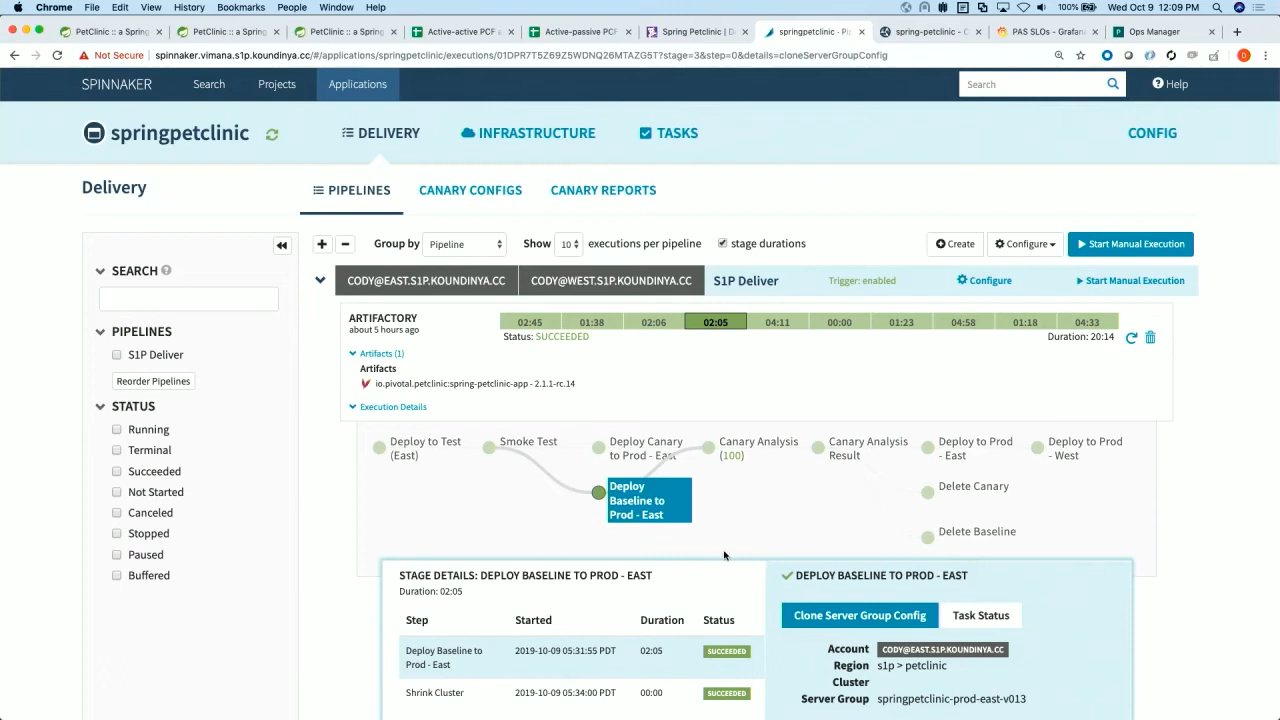 Chrome File Edit View History Bookmarks People Window Help 100% Wed Oct 9 12:09 PM
PetClinic :: a Spring PetClinic :: a Spring PetClinic :: a Spring Active-active PCF Active-passive PCF Spring Petclinic | D springpetclinic · Pi spring-petclinic - C PAS SLOs - Grafan Ops Manager
Not Secure spinnaker.vimana.s1p.koundinya.cc/#/applications/springpetclinic/executions/01DPR7T5Z69Z5WDNQ26MTAZG5T?stage=3&step=0&details=cloneServerGroupConfig
SPINNAKER Search Projects Applications Search Help
springpetclinic DELIVERY INFRASTRUCTURE TASKS CONFIG
Delivery PIPELINES CANARY CONFIGS CANARY REPORTS
Group by Pipeline Show 10 executions per pipeline stage durations Create Configure Start Manual Execution
SEARCH
PIPELINES
S1P Deliver
Reorder Pipelines
STATUS
Running
Terminal
Succeeded
Not Started
Canceled
Stopped
Paused
Buffered
CODY@EAST.S1P.KOUNDINYA.CC CODY@WEST.S1P.KOUNDINYA.CC S1P Deliver Trigger: enabled Configure Start Manual Execution
ARTIFACTORY
about 5 hours ago
02:45 01:38 02:06 02:05 04:11 00:00 01:23 04:58 01:18 04:33
Status: SUCCEEDED Duration: 20:14
Artifacts (1)
Artifacts
io.pivotal.petclinic:spring-petclinic-app - 2.1.1-rc.14
Execution Details
Deploy to Test (East)
Smoke Test
Deploy Canary to Prod - East
Canary Analysis (100)
Canary Analysis Result
Deploy to Prod - East
Deploy to Prod - West
Deploy Baseline to Prod - East
Delete Canary
Delete Baseline
STAGE DETAILS: DEPLOY BASELINE TO PROD - EAST
Duration: 02:05
Step Started Duration Status
Deploy Baseline to Prod - East 2019-10-09 05:31:55 PDT 02:05 SUCCEEDED
Shrink Cluster 2019-10-09 05:34:00 PDT 00:00 SUCCEEDED
DEPLOY BASELINE TO PROD - EAST
Clone Server Group Config Task Status
Account CODY@EAST.S1P.KOUNDINYA.CC
Region s1p > petclinic
Cluster
Server Group springpetclinic-prod-east-v013